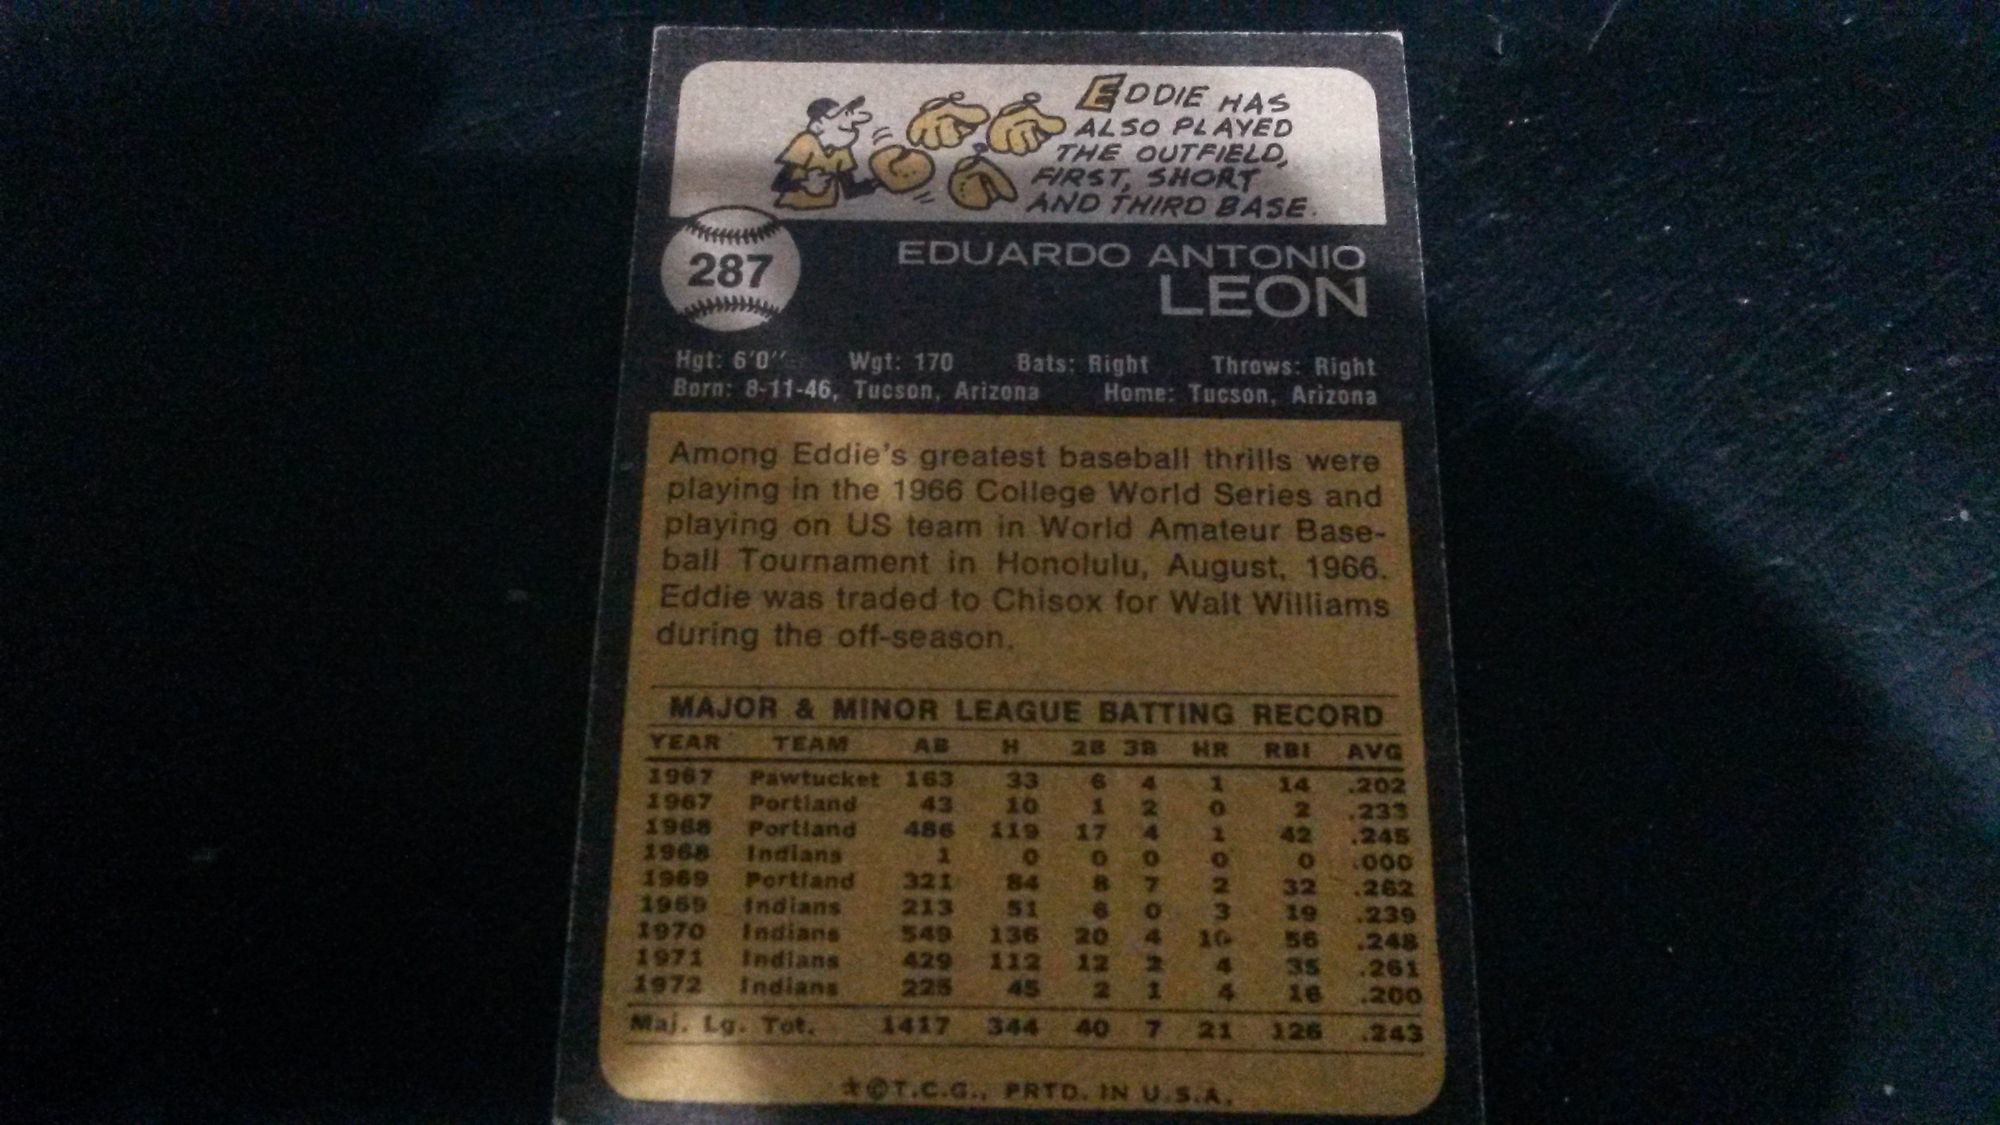 EDDIE HAS
ALSO PLAYED
THE OUTFIELD,
FIRST, SHORT
AND THIRD BASE.
287
EDUARDO ANTONIO
LEON
Hgt: 6'0'' Wgt: 170 Bats: Right Throws: Right
Born: 8-11-46, Tucson, Arizona Home: Tucson, Arizona
Among Eddie's greatest baseball thrills were
playing in the 1966 College World Series and
playing on US team in World Amateur Base-
ball Tournament in Honolulu, August, 1966.
Eddie was traded to Chisox for Walt Williams
during the off-season.
MAJOR & MINOR LEAGUE BATTING RECORD
YEAR TEAM AB H 2B 3B HR RBI AVG
1967 Pawtucket 163 33 6 4 1 14 .202
1967 Portland 43 10 1 2 0 2 .233
1968 Portland 486 119 17 4 1 42 .245
1968 Indians 1 0 0 0 0 0 .000
1969 Portland 321 84 8 7 2 32 .262
1969 Indians 213 51 6 0 3 19 .239
1970 Indians 549 136 20 4 10 56 .248
1971 Indians 429 112 12 2 4 35 .261
1972 Indians 225 45 2 1 4 16 .200
Maj. Lg. Tot. 1417 344 40 7 21 126 .243
★©T.C.G., PRTD. IN U.S.A.